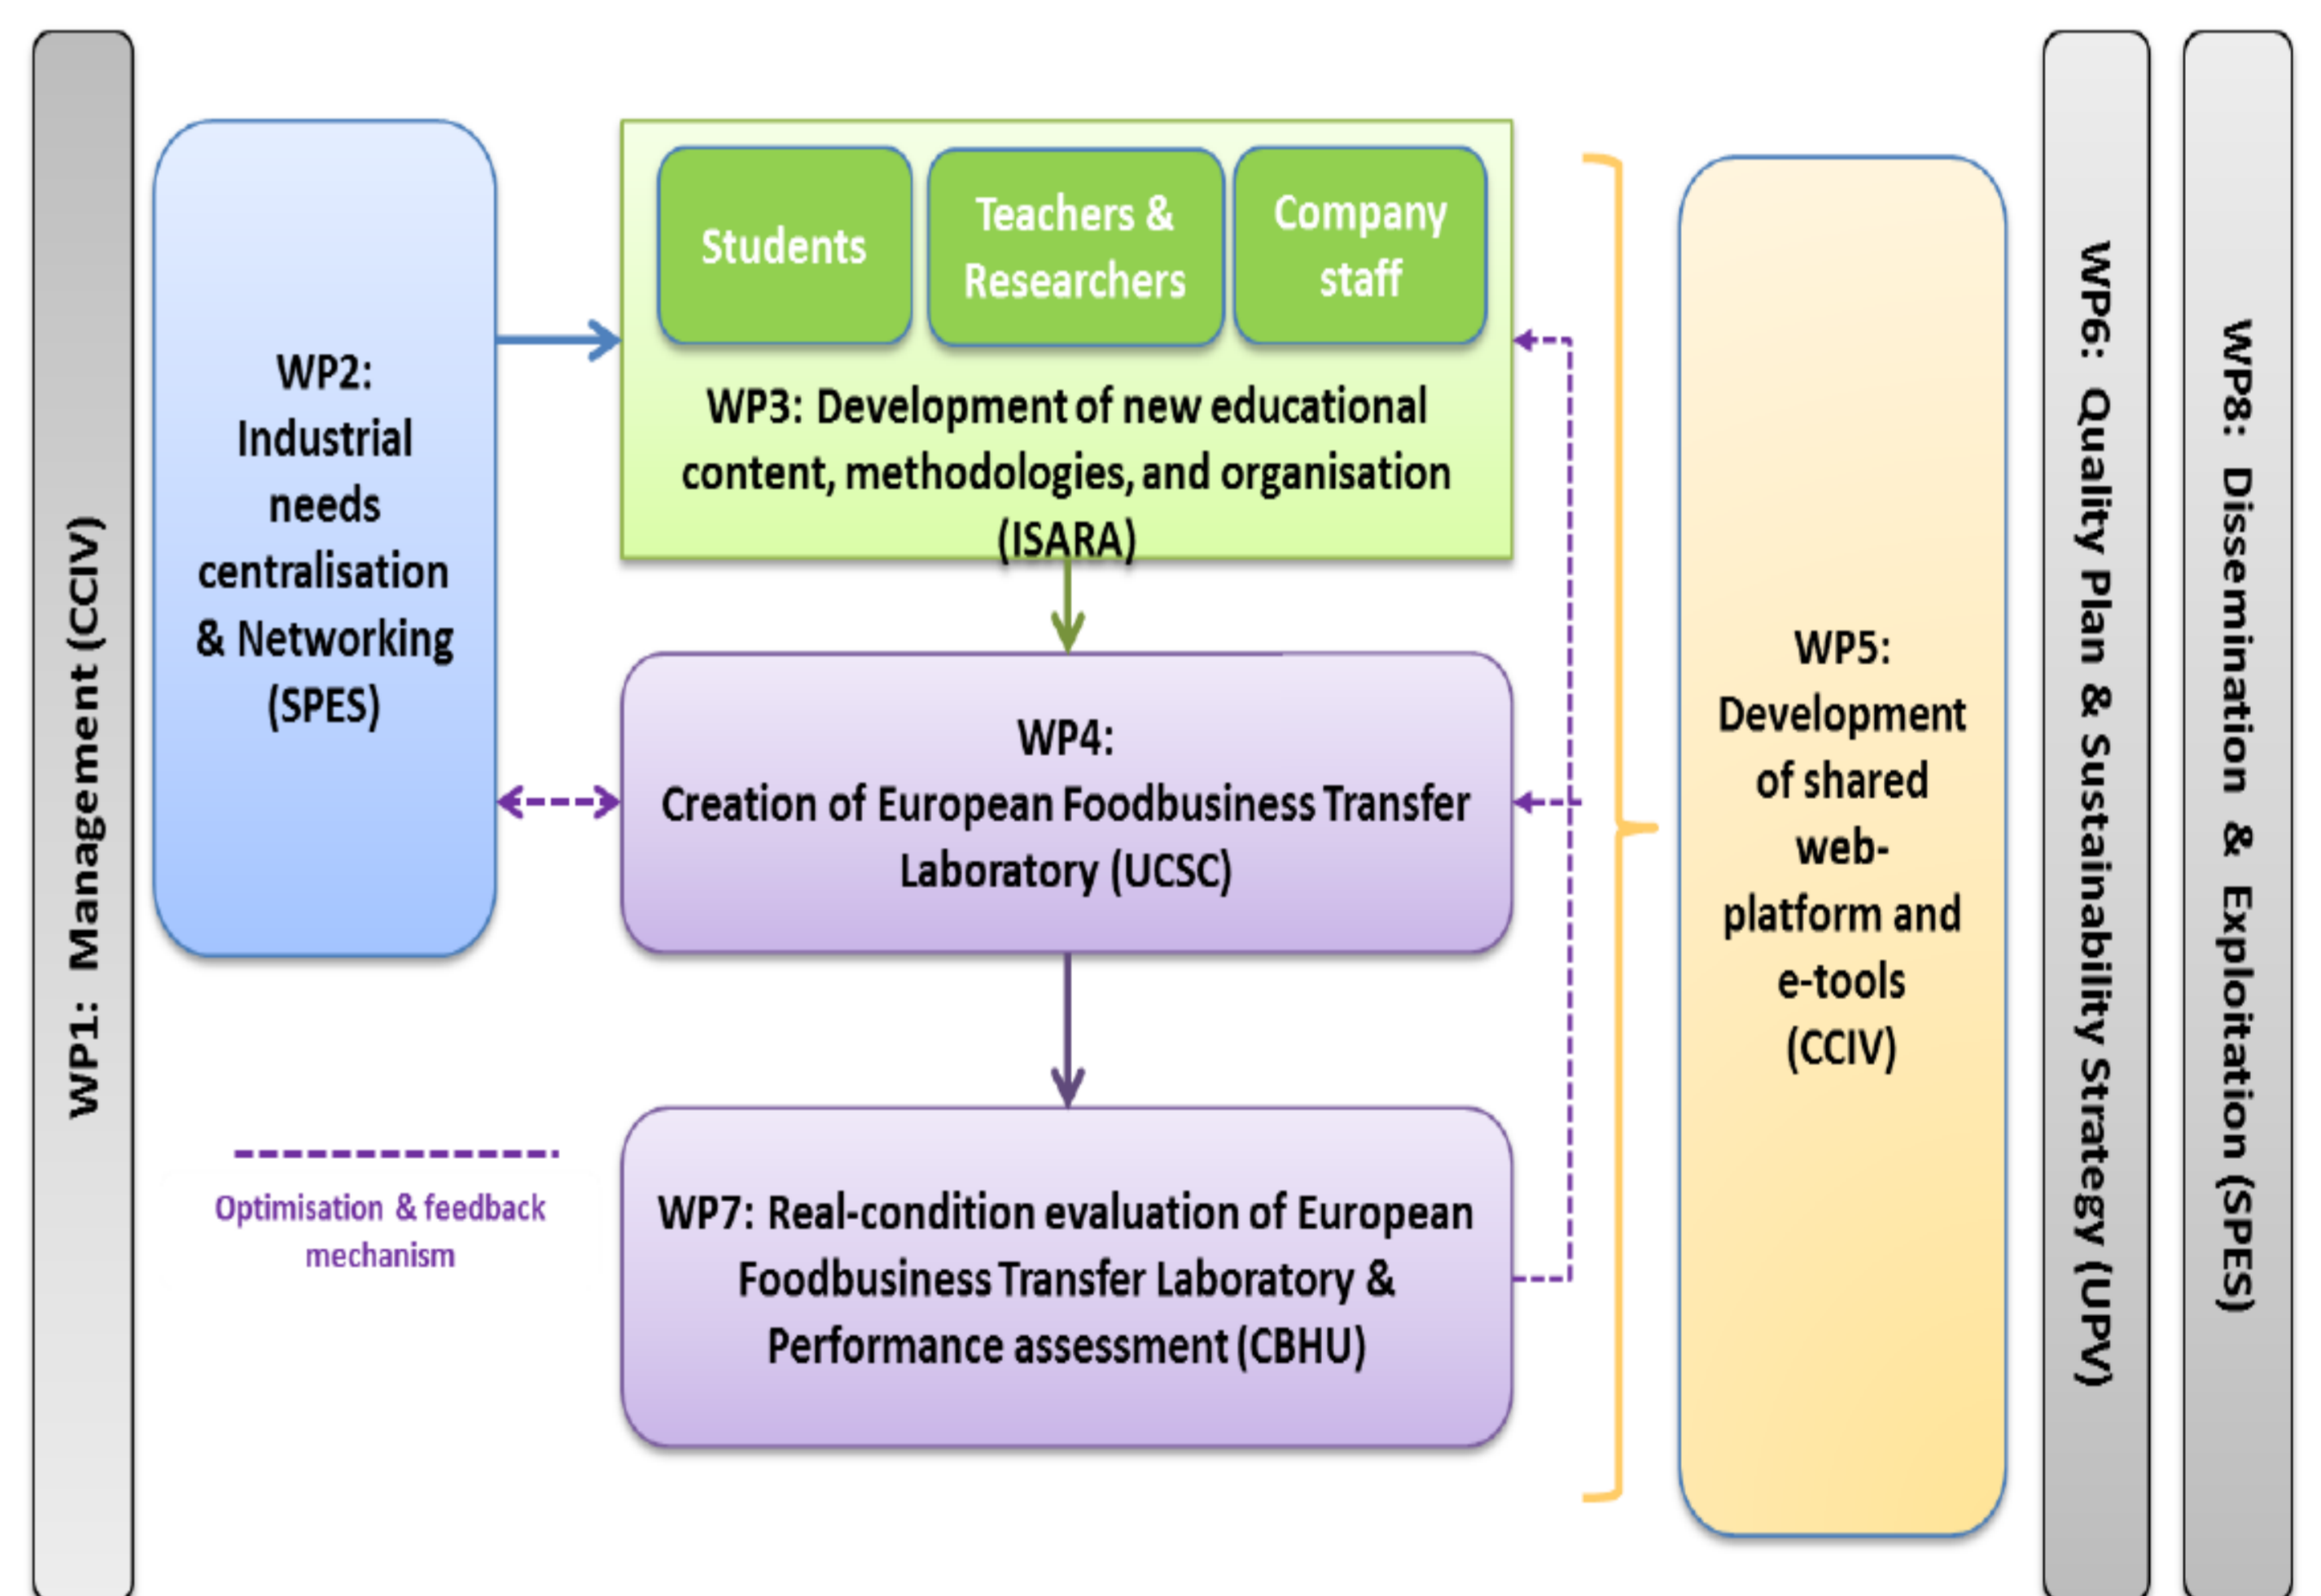 WP1: Management (CCIV)
WP2:
Industrial
needs
centralisation
& Networking
(SPES)
Students
Teachers &
Researchers
Company
staff
WP3: Development of new educational
content, methodologies, and organisation
(ISARA)
WP4:
Creation of European Foodbusiness Transfer
Laboratory (UCSC)
WP7: Real-condition evaluation of European
Foodbusiness Transfer Laboratory &
Performance assessment (CBHU)
Optimisation & feedback
mechanism
WP5:
Development
of shared
web-
platform and
e-tools
(CCIV)
WP6: Quality Plan & Sustainability Strategy (UPV)
WP8: Dissemination & Exploitation (SPES)